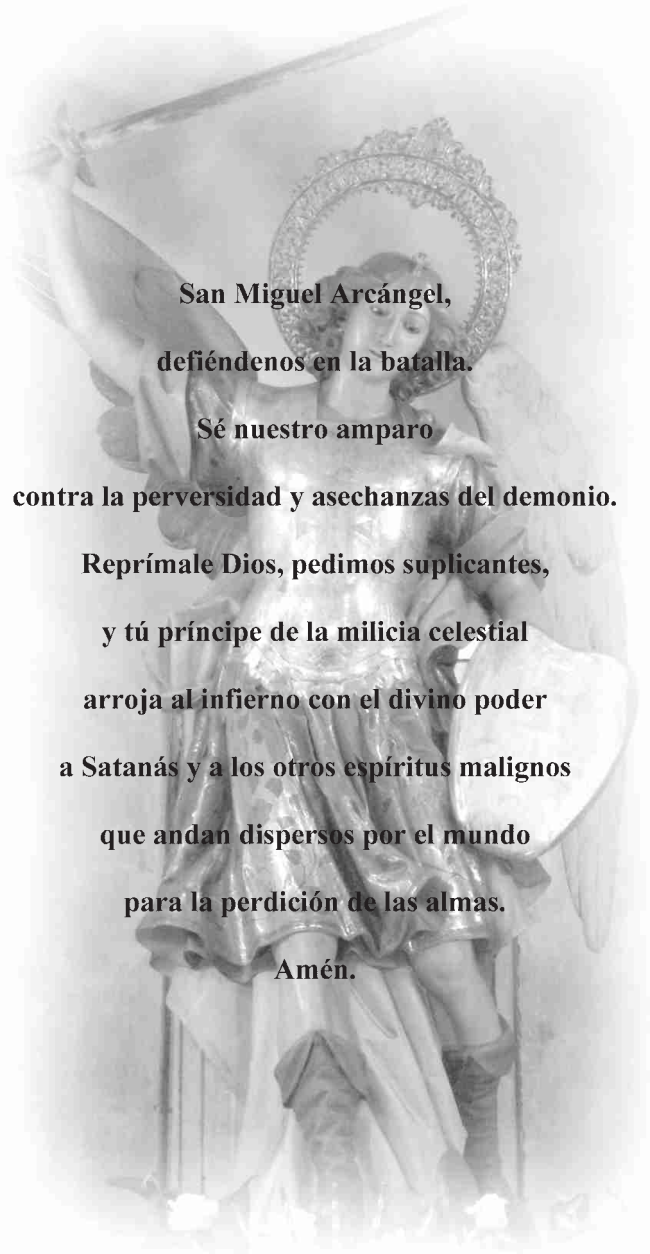 San Miguel Arcángel,
defiéndenos en la batalla.
Sé nuestro amparo
contra la perversidad y asechanzas del demonio.
Reprímale Dios, pedimos suplicantes,
y tú príncipe de la milicia celestial
arroja al infierno con el divino poder
a Satanás y a los otros espíritus malignos
que andan dispersos por el mundo
para la perdición de las almas.
Amén.